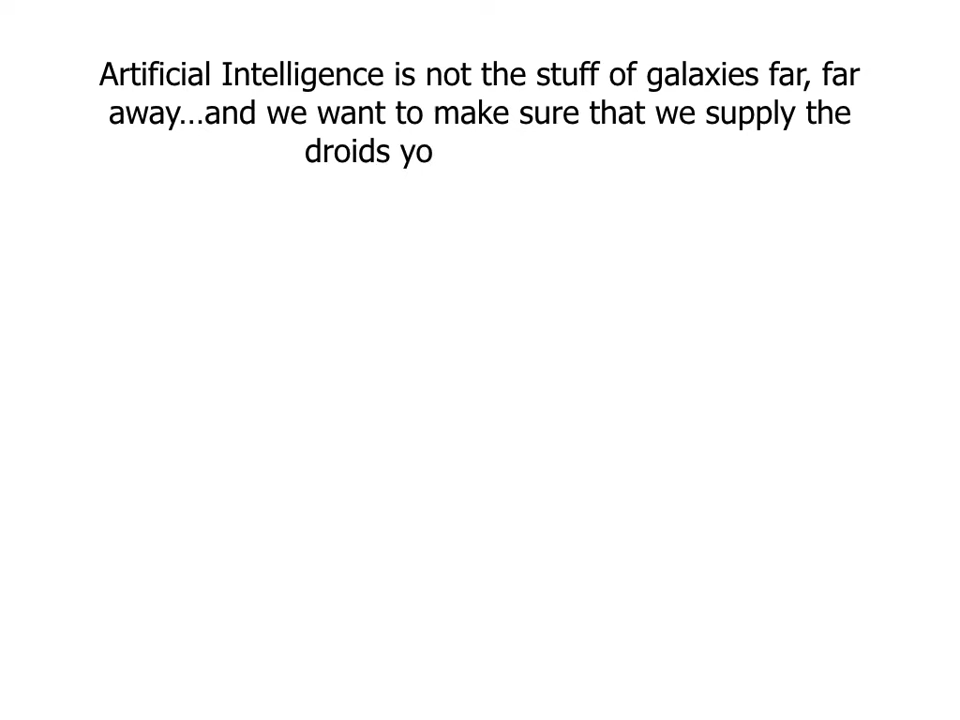 Artificial Intelligence is not the stuff of galaxies far, far
away…and we want to make sure that we supply the
droids yo